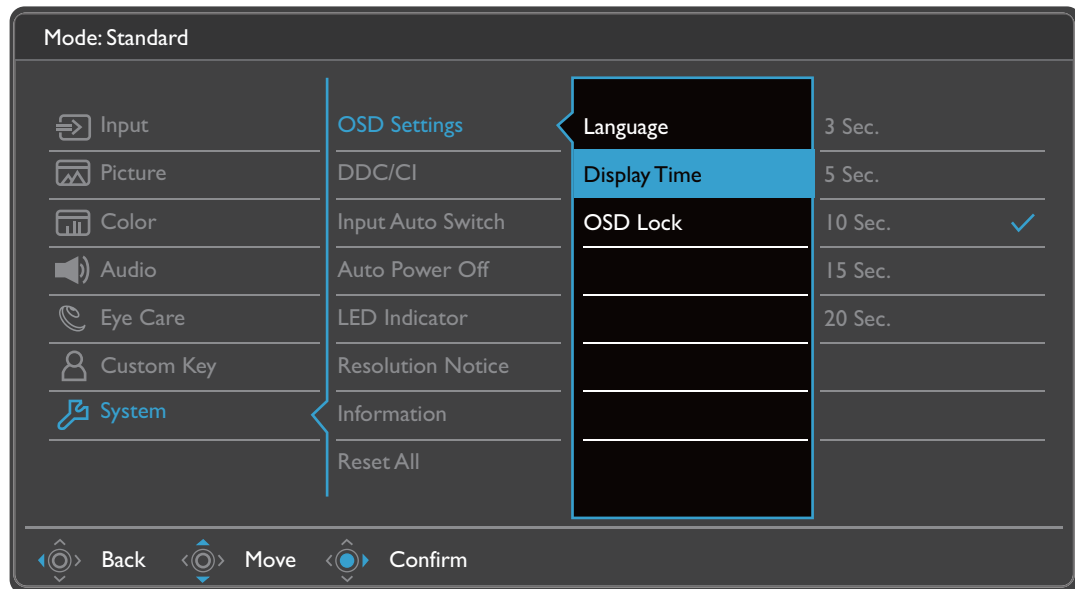 Mode: Standard
Input
Picture
Color
Audio
Eye Care
Custom Key
System
OSD Settings
DDC/CI
Input Auto Switch
Auto Power Off
LED Indicator
Resolution Notice
Information
Reset All
Language
Display Time
OSD Lock
3 Sec.
5 Sec.
10 Sec.
15 Sec.
20 Sec.
Back Move Confirm